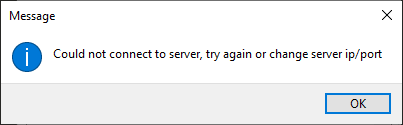 Message
Could not connect to server, try again or change server ip/port
OK